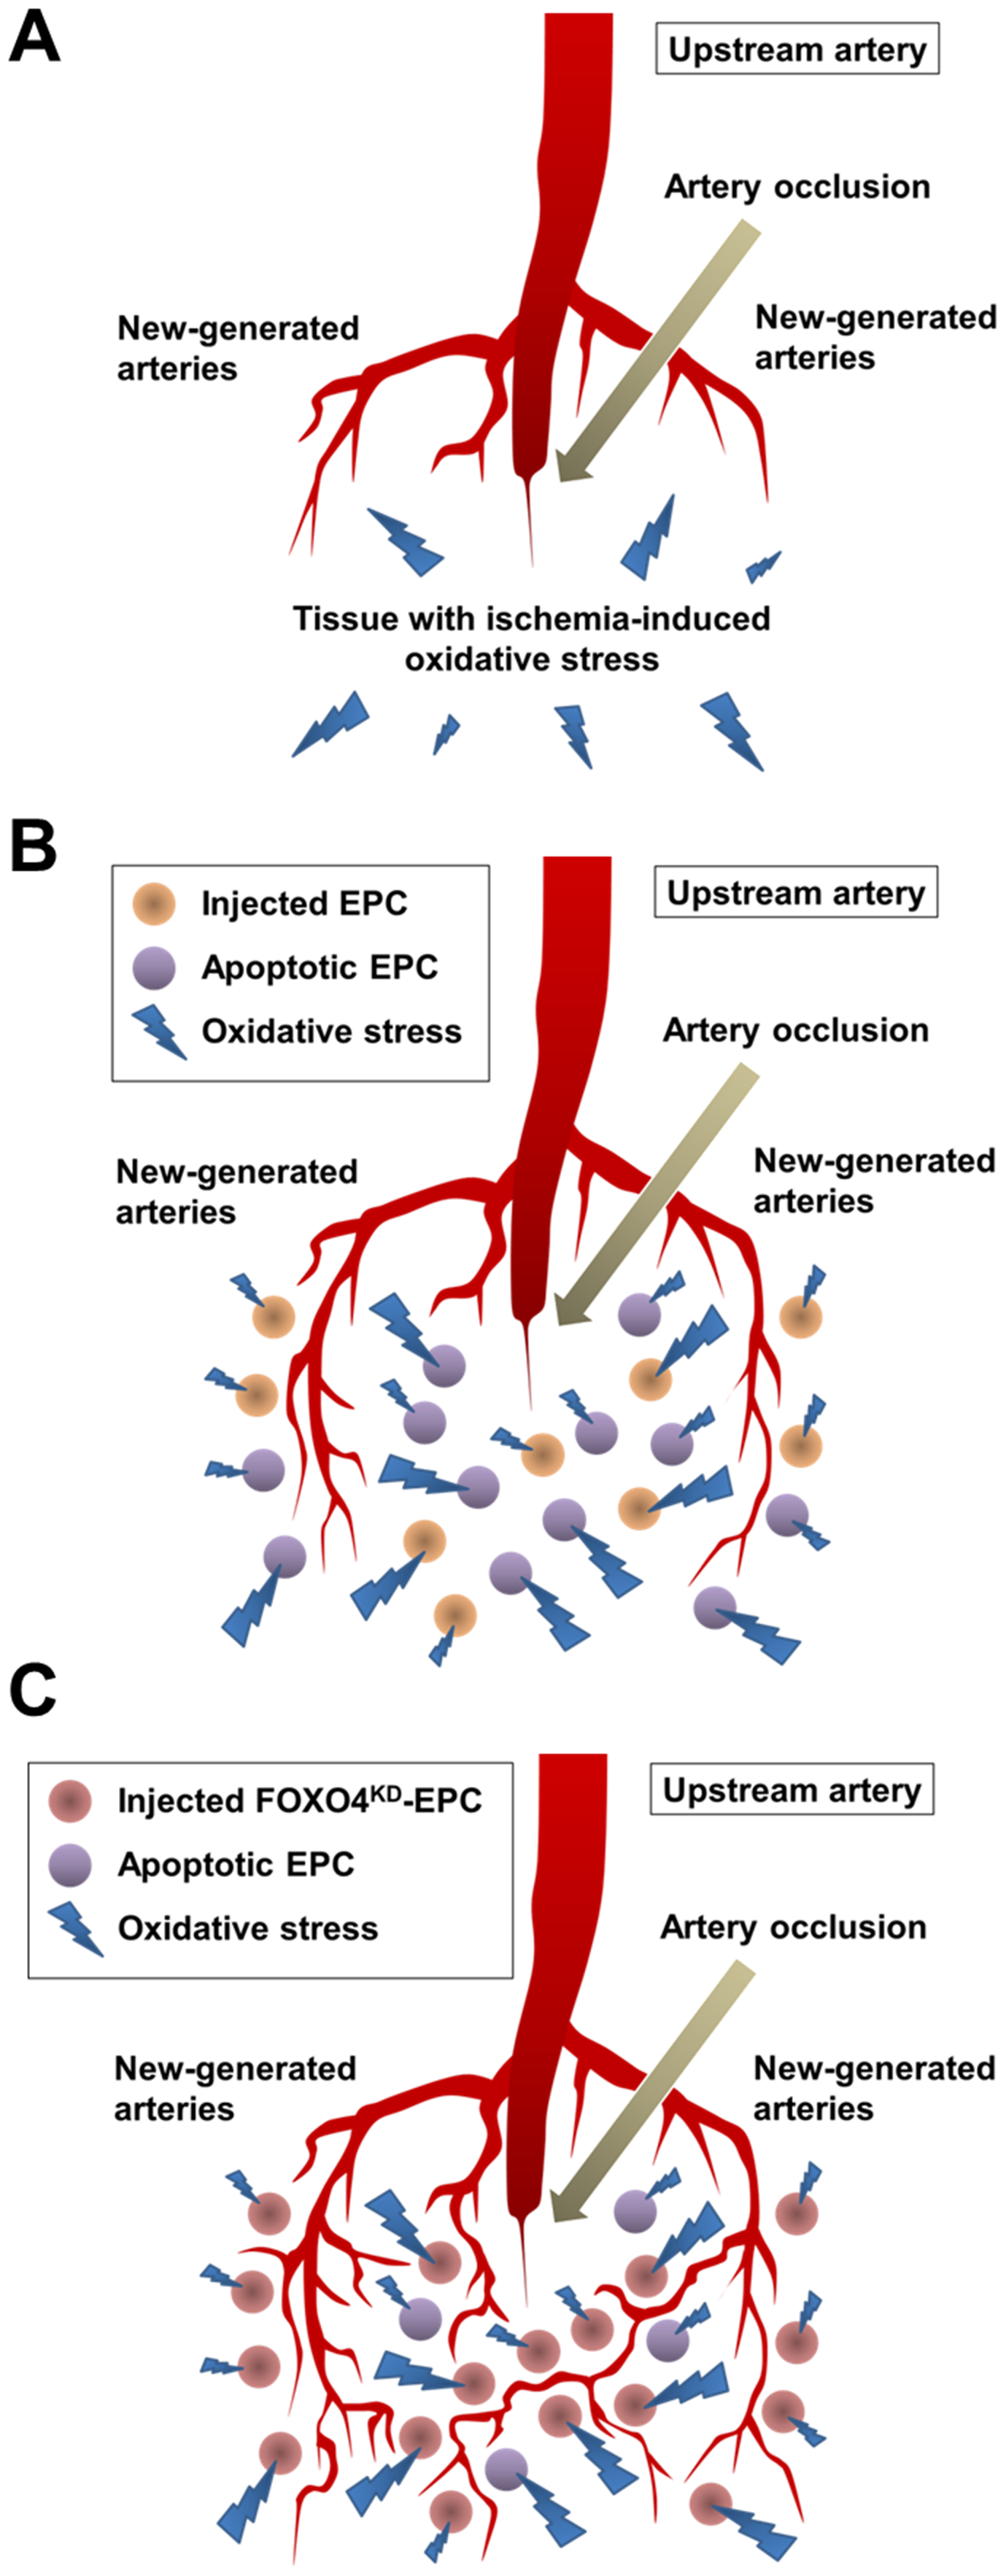 A
Upstream artery
Artery occlusion
New-generated
arteries
New-generated
arteries
Tissue with ischemia-induced
oxidative stress
B
Injected EPC
Apoptotic EPC
Oxidative stress
Upstream artery
Artery occlusion
New-generated
arteries
New-generated
arteries
C
Injected FOXO4ᴷᴰ-EPC
Apoptotic EPC
Oxidative stress
Upstream artery
Artery occlusion
New-generated
arteries
New-generated
arteries